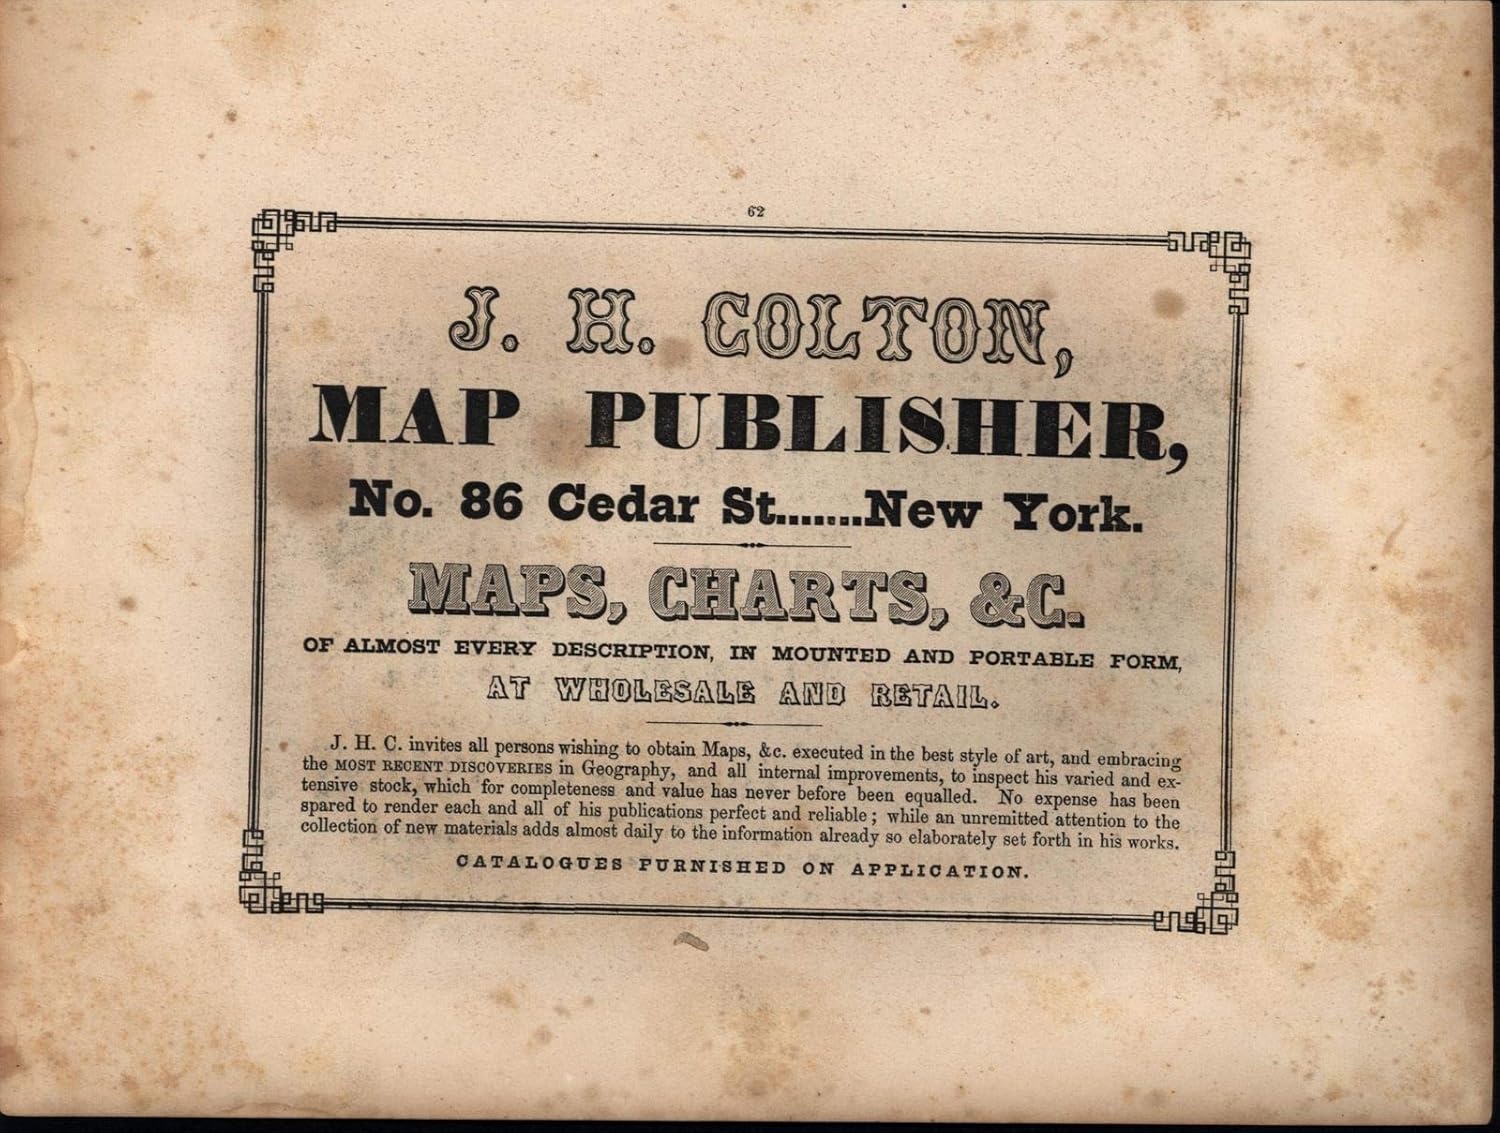 62
J. H. COLTON,
MAP PUBLISHER,
No. 86 Cedar St.......New York.
MAPS, CHARTS, &C.
OF ALMOST EVERY DESCRIPTION, IN MOUNTED AND PORTABLE FORM,
AT WHOLESALE AND RETAIL.
J. H. C. invites all persons wishing to obtain Maps, &c. executed in the best style of art, and embracing
the MOST RECENT DISCOVERIES in Geography, and all internal improvements, to inspect his varied and ex-
tensive stock, which for completeness and value has never before been equalled. No expense has been
spared to render each and all of his publications perfect and reliable; while an unremitted attention to the
collection of new materials adds almost daily to the information already so elaborately set forth in his works.
CATALOGUES FURNISHED ON APPLICATION.